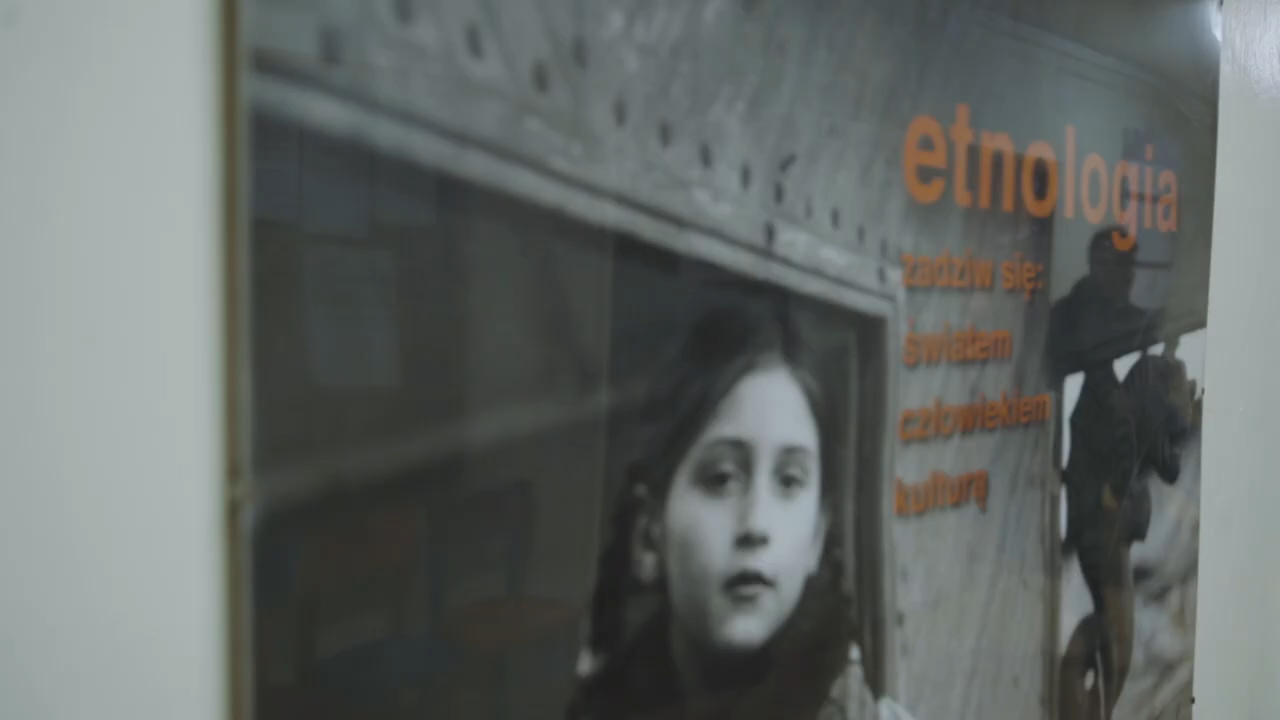 etnologia
zadziw się:
światem
człowiekiem
kulturą